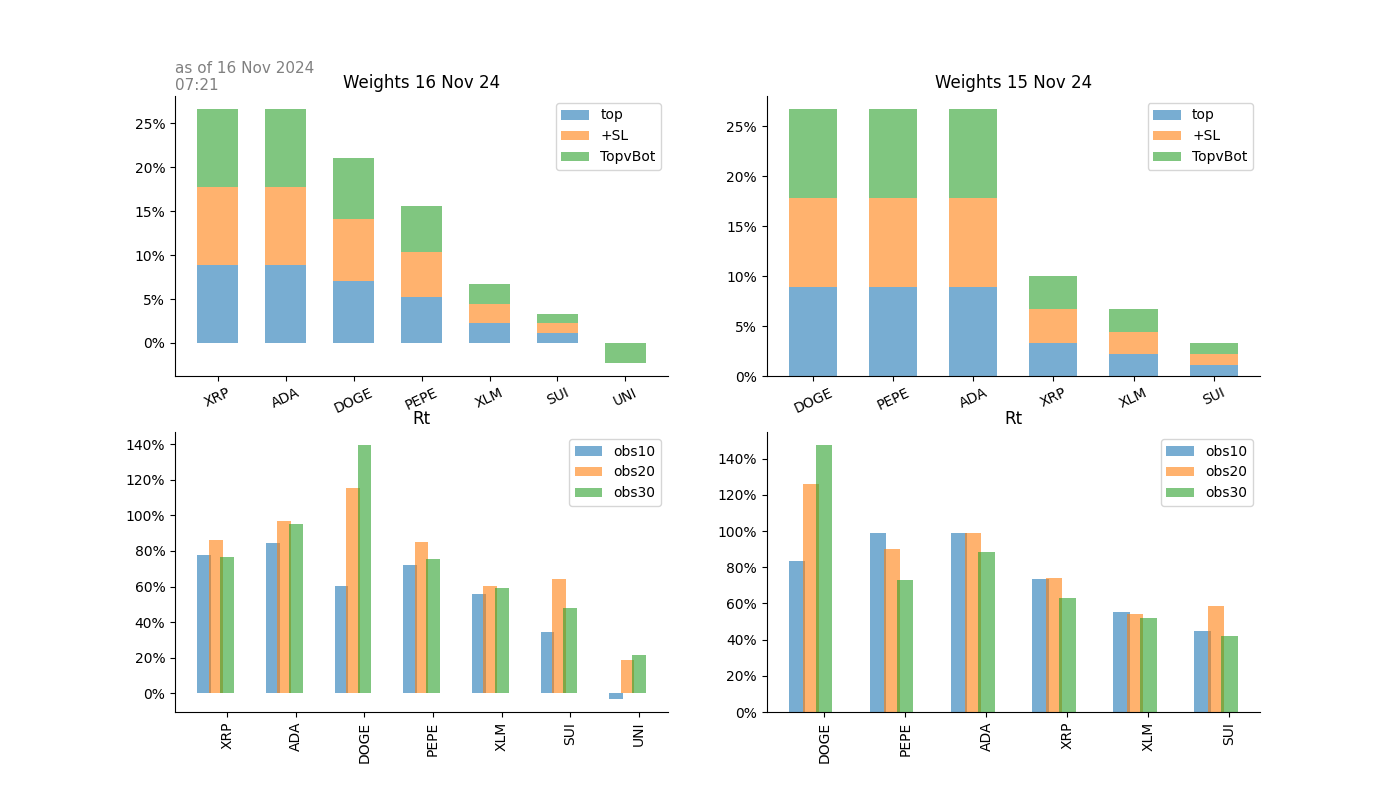 as of 16 Nov 2024
07:21
Weights 16 Nov 24
25%
20%
15%
10%
5%
0%
top
+SL
TopvBot
XRP
ADA
DOGE
PEPE
XLM
SUI
UNI
Weights 15 Nov 24
25%
20%
15%
10%
5%
0%
top
+SL
TopvBot
DOGE
PEPE
ADA
XRP
XLM
SUI
Rt
140%
120%
100%
80%
60%
40%
20%
0%
obs10
obs20
obs30
XRP
ADA
DOGE
PEPE
XLM
SUI
UNI
Rt
140%
120%
100%
80%
60%
40%
20%
0%
obs10
obs20
obs30
DOGE
PEPE
ADA
XRP
XLM
SUI